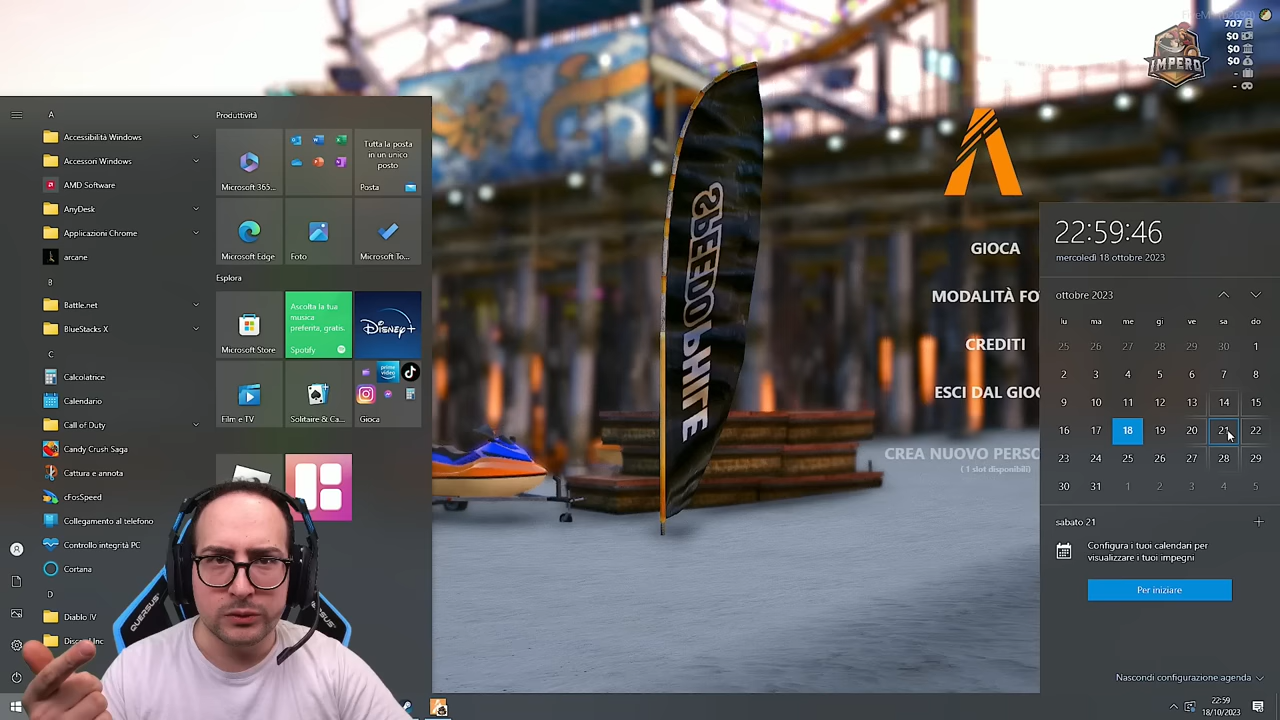 707
$0
$0
$0
-
-
IMPERO
A
Accessibilità Windows
Accessori Windows
AMD Software
AnyDesk
Applicazioni Chrome
arcane
B
Battle.net
BlueStacks X
C
Calcolatrice
Calendario
Call of Duty
Candy Crush Saga
Cattura e annota
cFosSpeed
Collegamento al telefono
Controllo integrità PC
Cortana
D
Diablo IV
Produttività
Microsoft 365...
Tutta la posta
in un unico
posto
Posta
Microsoft Edge
Foto
Microsoft To...
Esplora
Microsoft Store
Ascolta la tua
musica
preferita, gratis.
Spotify
Disney+
Film e TV
Solitaire & Ca...
prime video
Gioca
QUERSUS
QUERSUS
SPEEDOPHILE
GIOCA
MODALITÀ FO
CREDITI
ESCI DAL GIOC
CREA NUOVO PERSO
( 1 slot disponibili)
22:59:46
mercoledì 18 ottobre 2023
ottobre 2023
lu ma me gi ve sa do
25 26 27 28 29 30 1
2 3 4 5 6 7 8
9 10 11 12 13 14 15
16 17 18 19 20 21 22
23 24 25 26 27 28 29
30 31 1 2 3 4 5
sabato 21
Configura i tuoi calendari per
visualizzare i tuoi impegni
Per iniziare
Nascondi configurazione agenda
22:59
18/10/2023